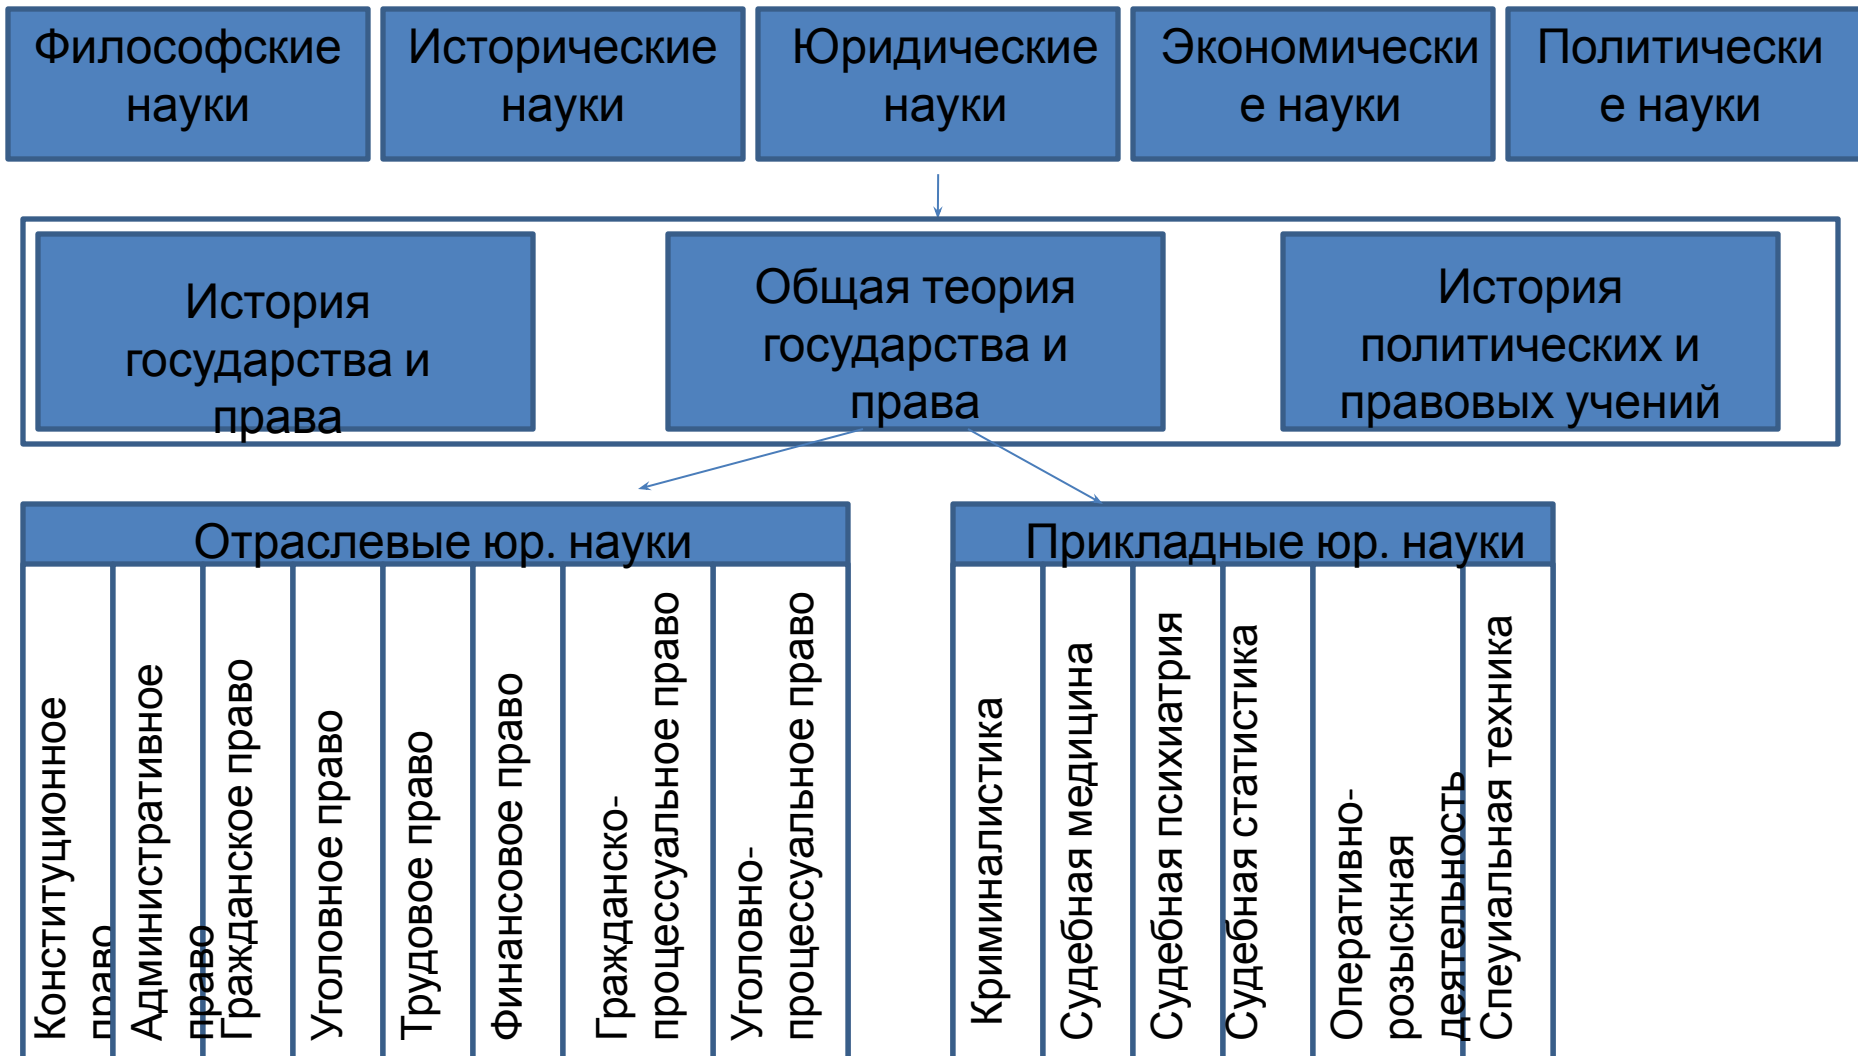 Философские
науки
Исторические
науки
Юридические
науки
Экономически
е науки
Политически
е науки
История
государства и
права
Общая теория
государства и
права
История
политических и
правовых учений
Отраслевые юр. науки
Прикладные юр. науки
Конституционное
право
Административное
право
Гражданское право
Уголовное право
Трудовое право
Финансовое право
Гражданско-
процессуальное право
Уголовно-
процессуальное право
Криминалистика
Судебная медицина
Судебная психиатрия
Судебная статистика
Оперативно-
розыскная
деятельность
Спеуиальная техника